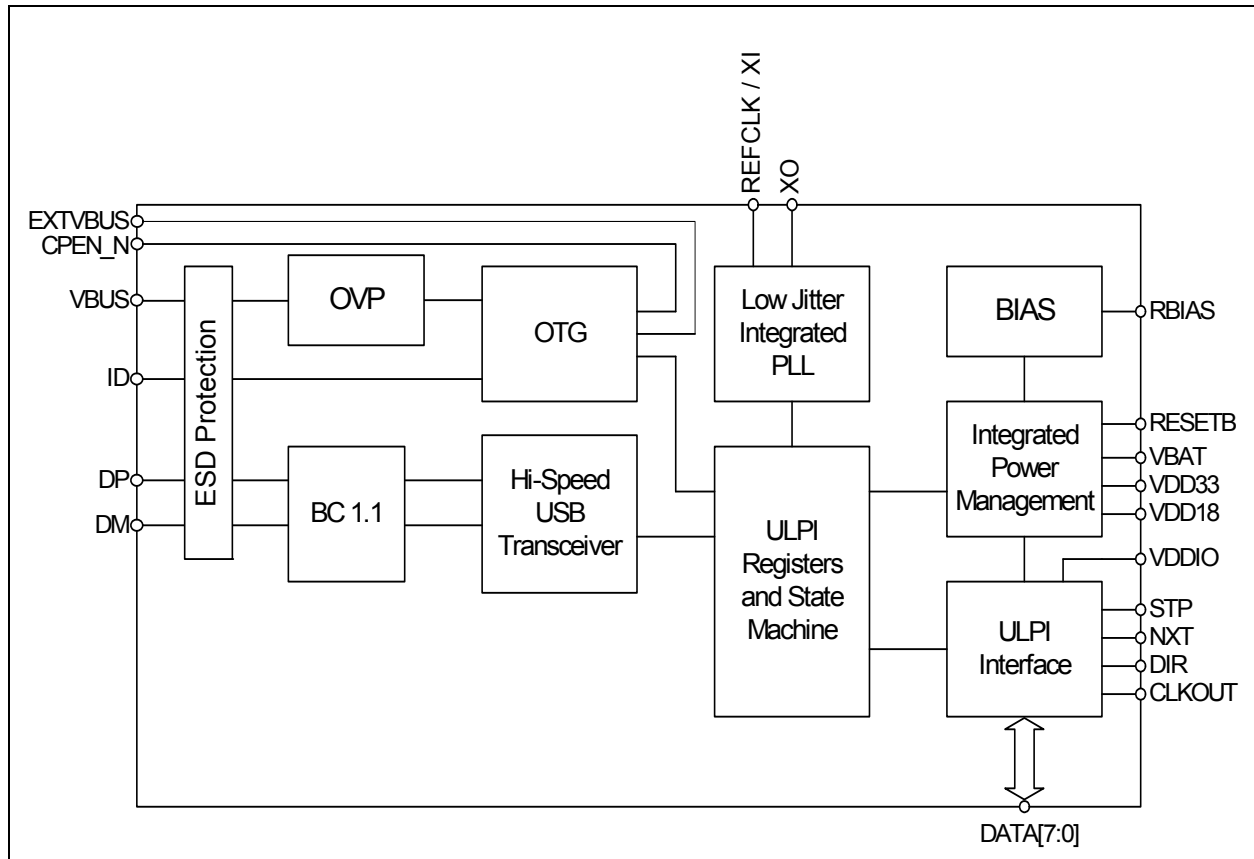 REFCLK / XI
XO
EXTVBUS
CPEN_N
VBUS
ID
DP
DM
ESD Protection
OVP
OTG
BC 1.1
Hi-Speed
USB
Transceiver
Low Jitter
Integrated
PLL
ULPI
Registers
and State
Machine
BIAS
Integrated
Power
Management
ULPI
Interface
RBIAS
RESETB
VBAT
VDD33
VDD18
VDDIO
STP
NXT
DIR
CLKOUT
DATA[7:0]